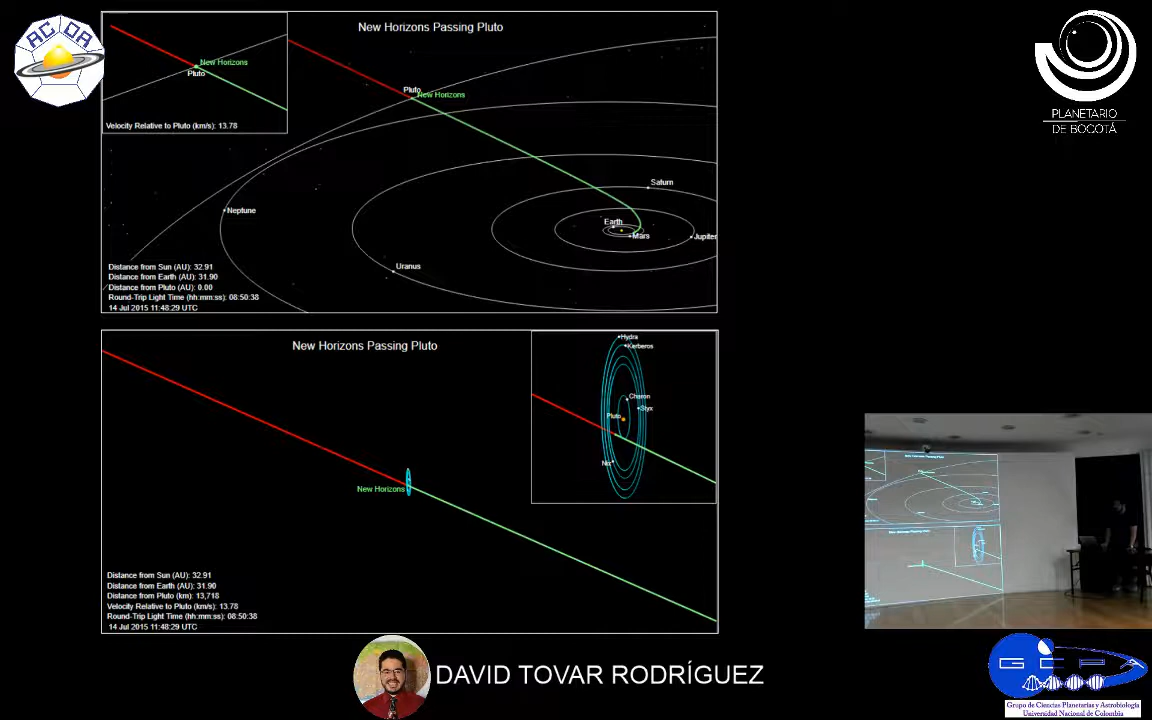 ACDA
New Horizons Passing Pluto
New Horizons
Pluto
Velocity Relative to Pluto (km/s): 13.78
Pluto
New Horizons
Saturn
Neptune
Earth
Mars
Jupiter
Uranus
Distance from Sun (AU): 32.91
Distance from Earth (AU): 31.90
Distance from Pluto (AU): 0.00
Round-Trip Light Time (hh:mm:ss): 08:50:38
14 Jul 2015 11:48:29 UTC
PLANETARIO
DE BOGOTÁ
New Horizons Passing Pluto
Hydra
Kerberos
Charon
Styx
Pluto
Nix
New Horizons
Distance from Sun (AU): 32.91
Distance from Earth (AU): 31.90
Distance from Pluto (km): 13,718
Velocity Relative to Pluto (km/s): 13.78
Round-Trip Light Time (hh:mm:ss): 08:50:38
14 Jul 2015 11:48:29 UTC
New Horizons Passing Pluto
DAVID TOVAR RODRÍGUEZ
GCPA
Grupo de Ciencias Planetarias y Astrobiología
Universidad Nacional de Colombia